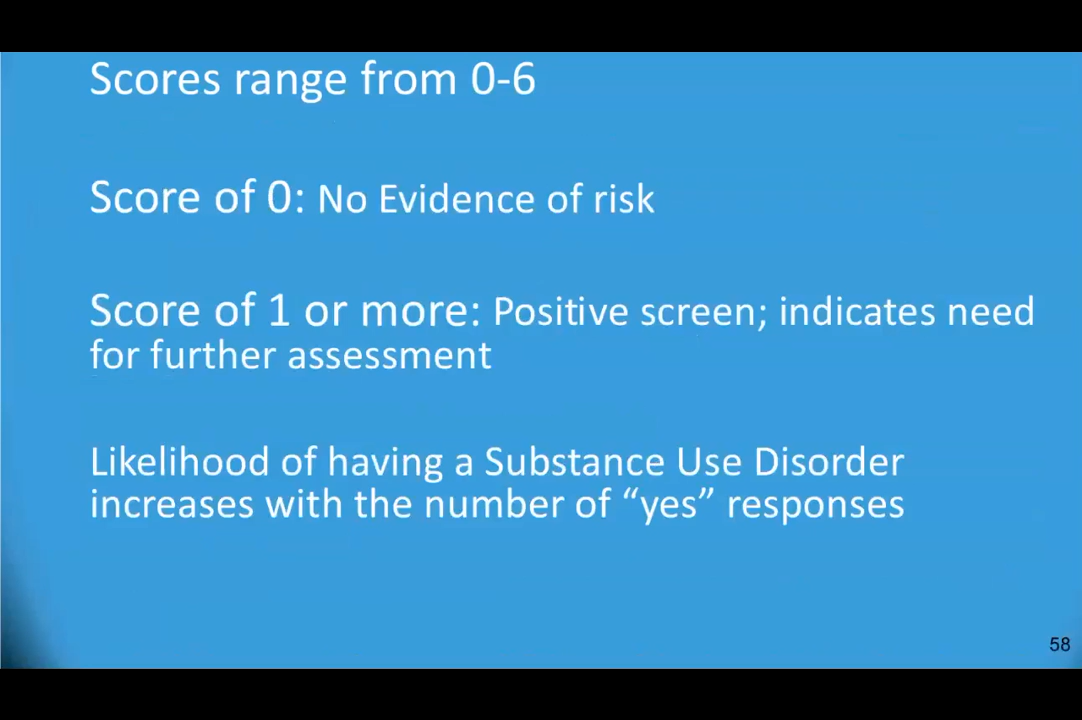 Scores range from 0-6
Score of 0: No Evidence of risk
Score of 1 or more: Positive screen; indicates need
for further assessment
Likelihood of having a Substance Use Disorder
increases with the number of “yes” responses
58